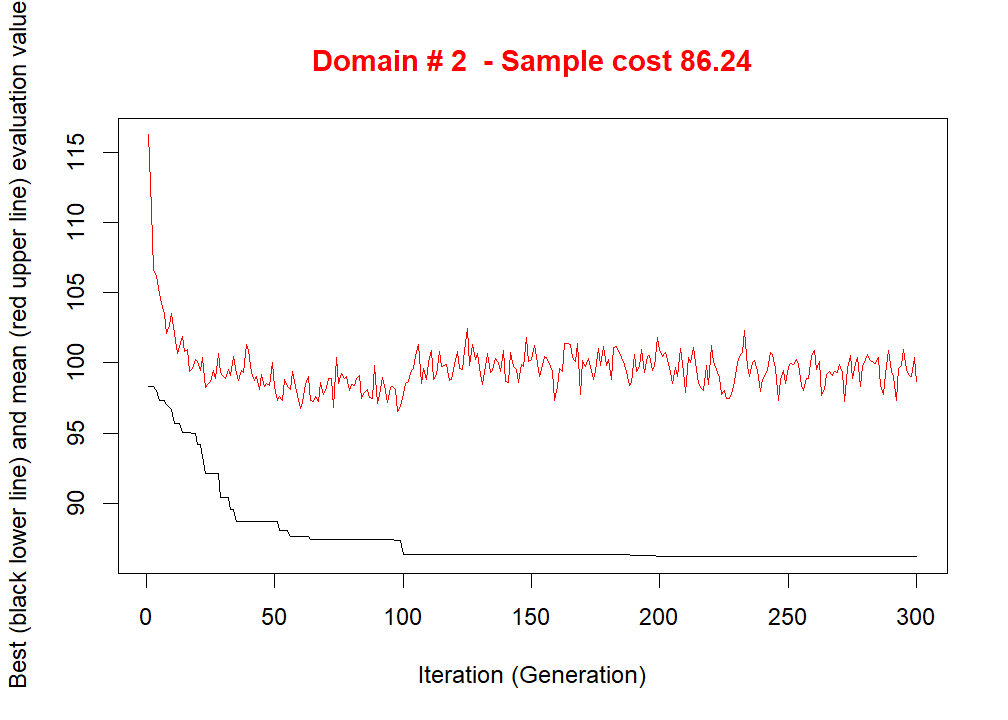 Domain # 2  - Sample cost 86.24
Best (black lower line) and mean (red upper line) evaluation value
115
110
105
100
95
90
0 50 100 150 200 250 300
Iteration (Generation)